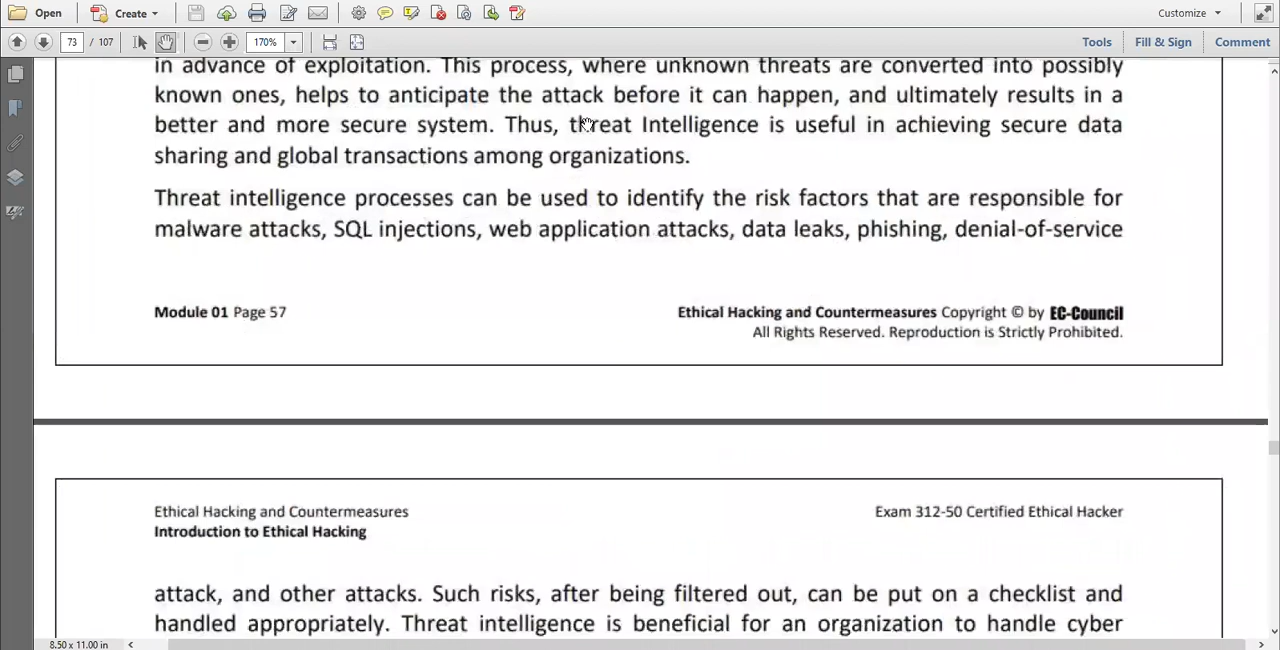 Open
Create
Customize
73 / 107
170%
Tools
Fill & Sign
Comment
in advance of exploitation. This process, where unknown threats are converted into possibly
known ones, helps to anticipate the attack before it can happen, and ultimately results in a
better and more secure system. Thus, threat Intelligence is useful in achieving secure data
sharing and global transactions among organizations.
Threat intelligence processes can be used to identify the risk factors that are responsible for
malware attacks, SQL injections, web application attacks, data leaks, phishing, denial-of-service
Module 01 Page 57
Ethical Hacking and Countermeasures Copyright © by EC-Council
All Rights Reserved. Reproduction is Strictly Prohibited.
Ethical Hacking and Countermeasures
Exam 312-50 Certified Ethical Hacker
Introduction to Ethical Hacking
attack, and other attacks. Such risks, after being filtered out, can be put on a checklist and
handled appropriately. Threat intelligence is beneficial for an organization to handle cyber
8.50 x 11.00 in